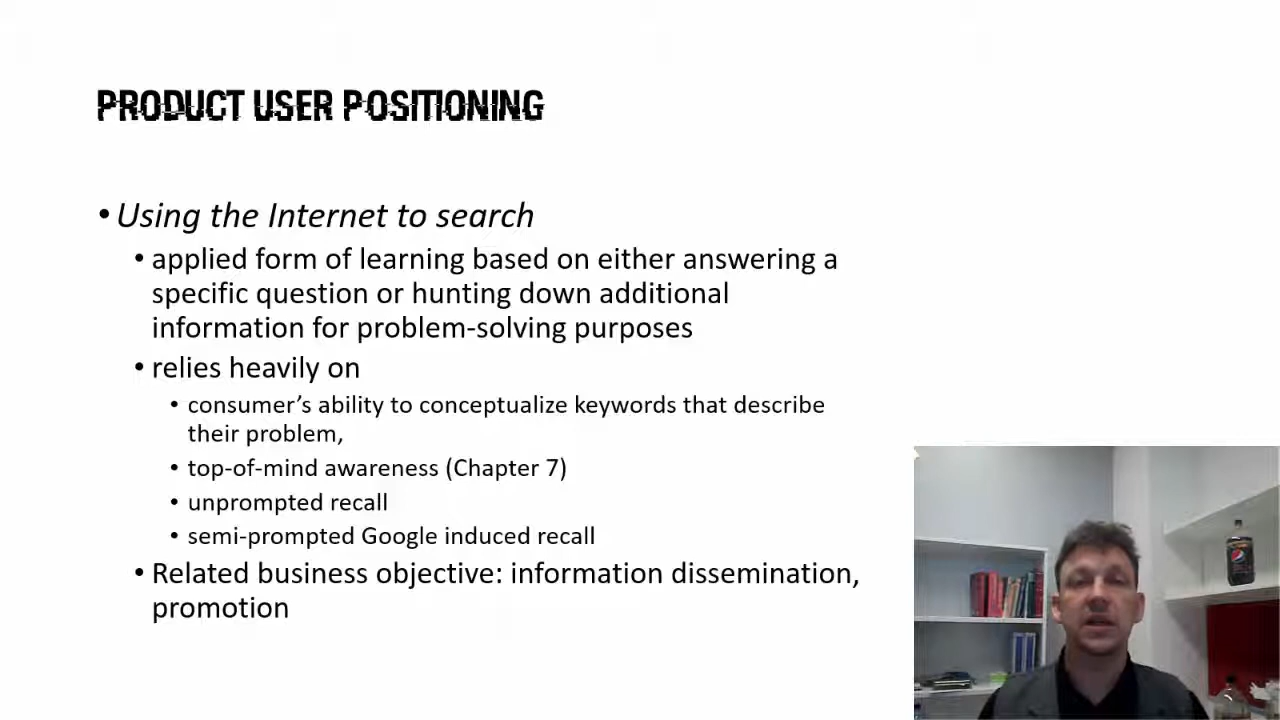 PRODUCT USER POSITIONING
• Using the Internet to search
• applied form of learning based on either answering a
specific question or hunting down additional
information for problem-solving purposes
• relies heavily on
• consumer’s ability to conceptualize keywords that describe
their problem,
• top-of-mind awareness (Chapter 7)
• unprompted recall
• semi-prompted Google induced recall
• Related business objective: information dissemination,
promotion